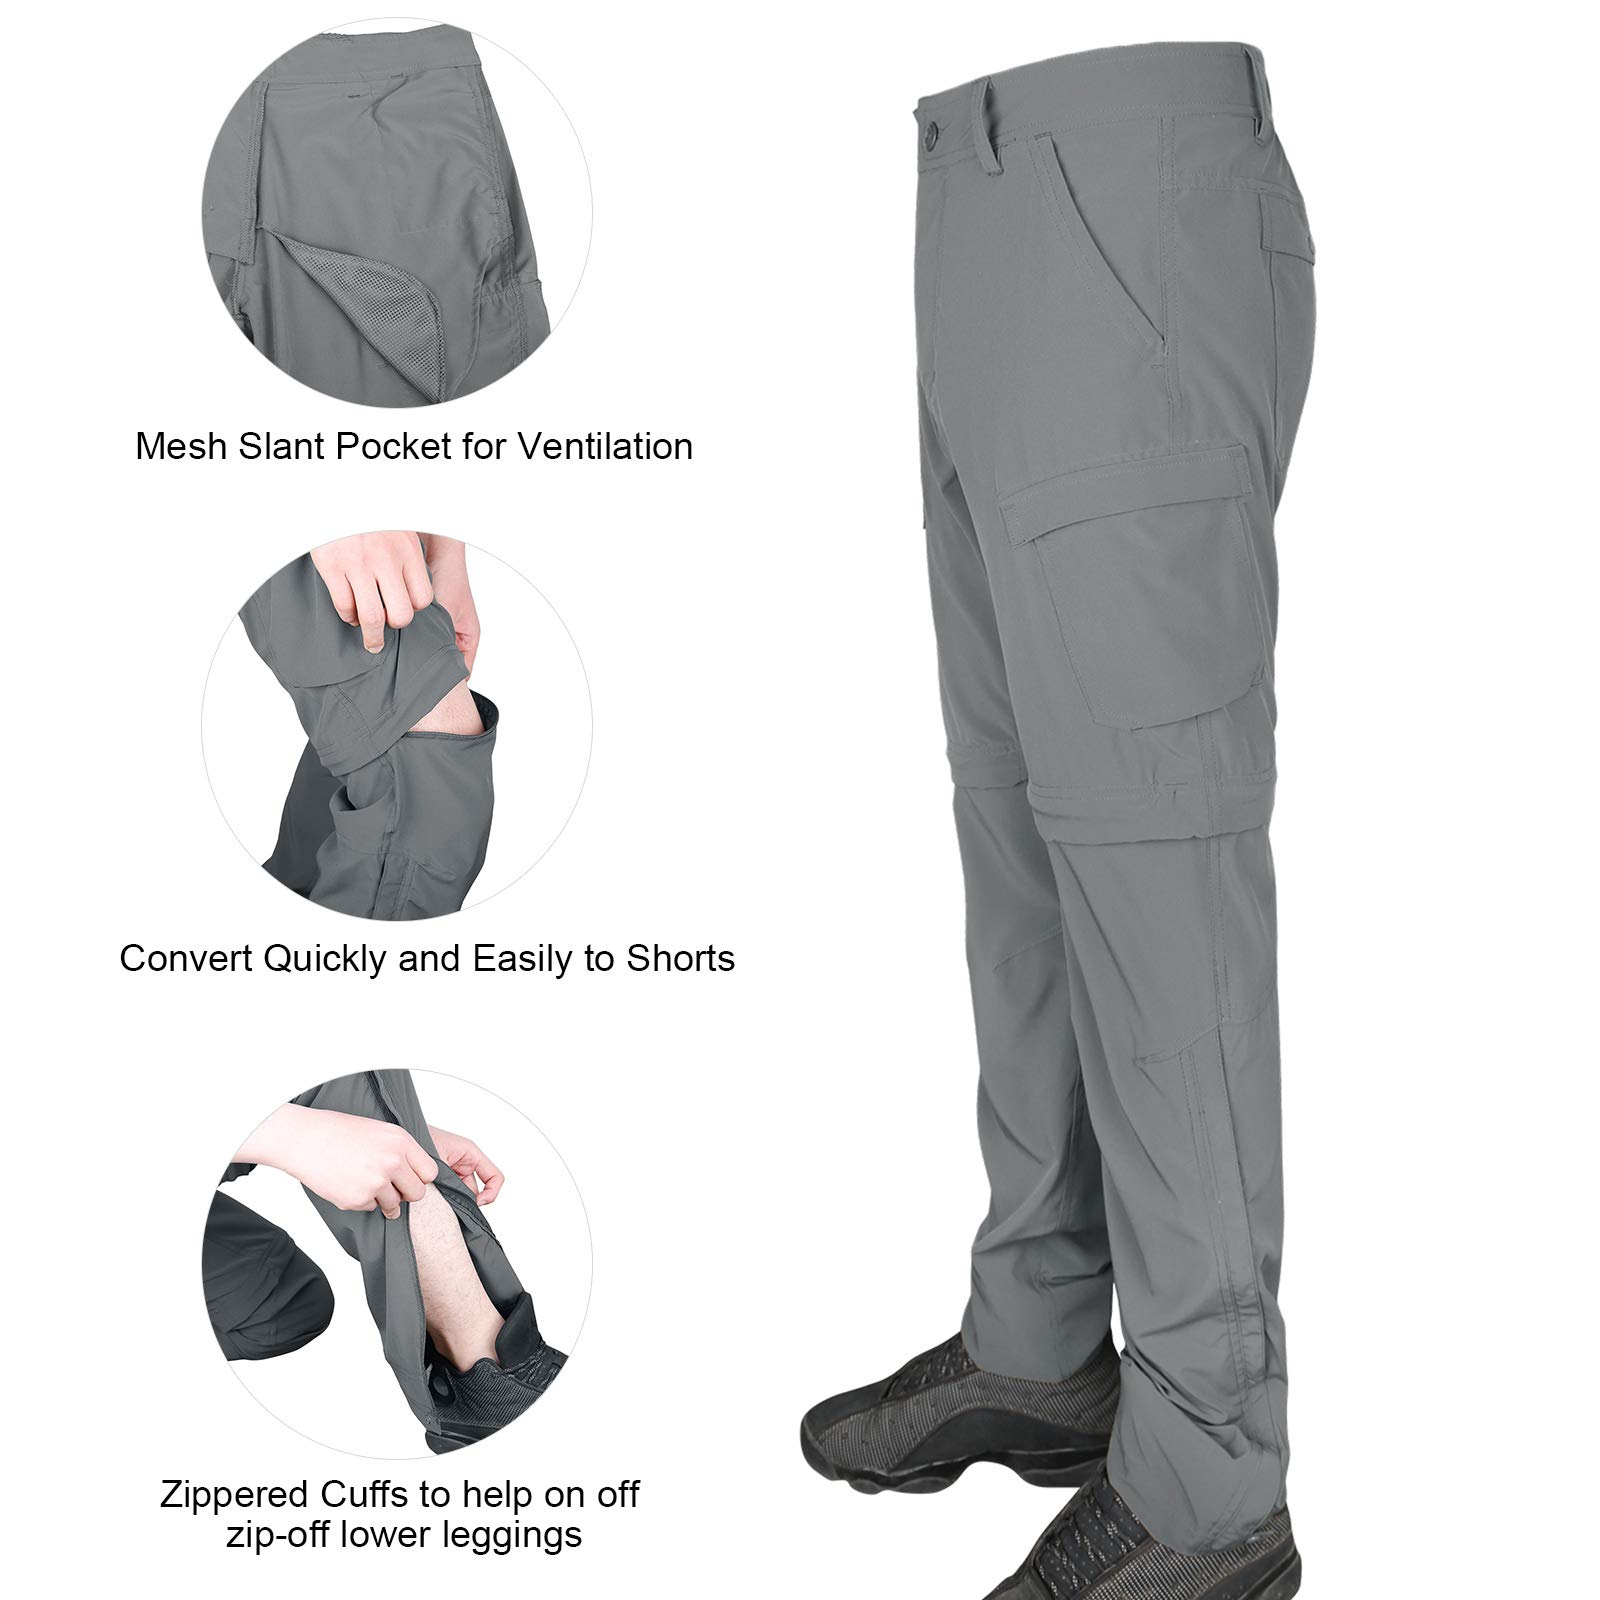 Mesh Slant Pocket for Ventilation
Convert Quickly and Easily to Shorts
Zippered Cuffs to help on off
zip-off lower leggings